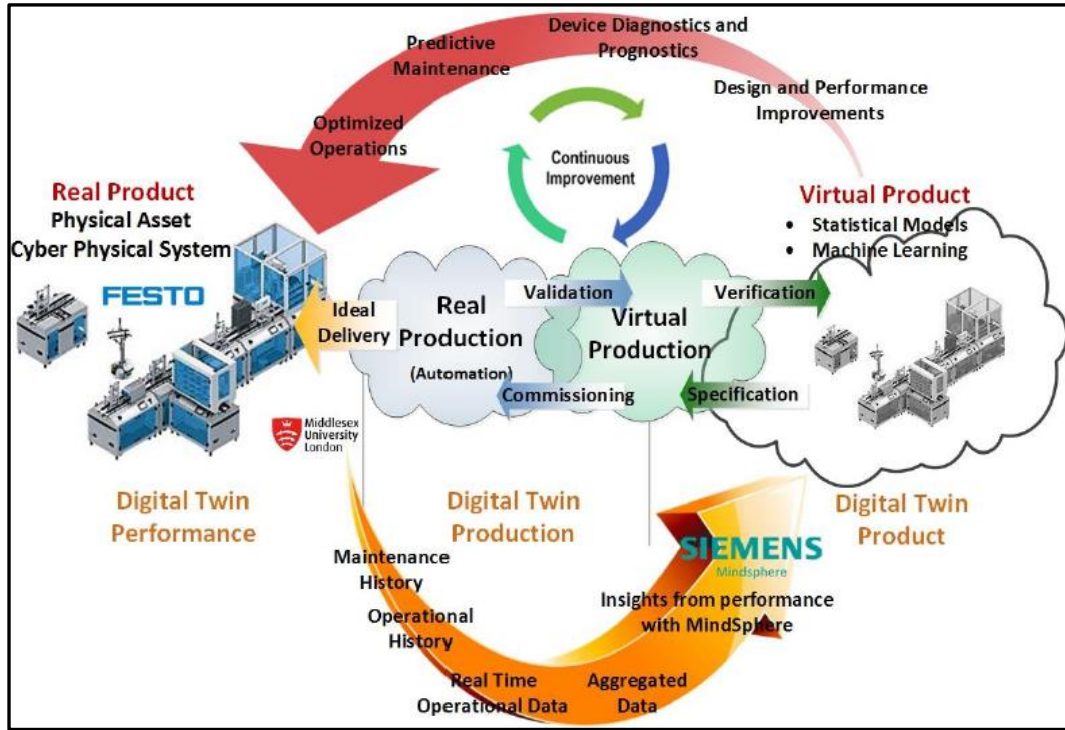 Device Diagnostics and
Prognostics
Predictive
Maintenance
Design and Performance
Improvements
Optimized
Operations
Continuous
Improvement
Real Product
Physical Asset
Cyber Physical System
FESTO
Virtual Product
• Statistical Models
• Machine Learning
Ideal
Delivery
Real
Production
(Automation)
Validation
Virtual
Production
Verification
Commissioning
Specification
Middlesex
University
London
Digital Twin
Performance
Digital Twin
Production
Digital Twin
Product
Maintenance
History
Operational
History
Real Time
Operational Data
Aggregated
Data
SIEMENS
Mindsphere
Insights from performance
with MindSphere